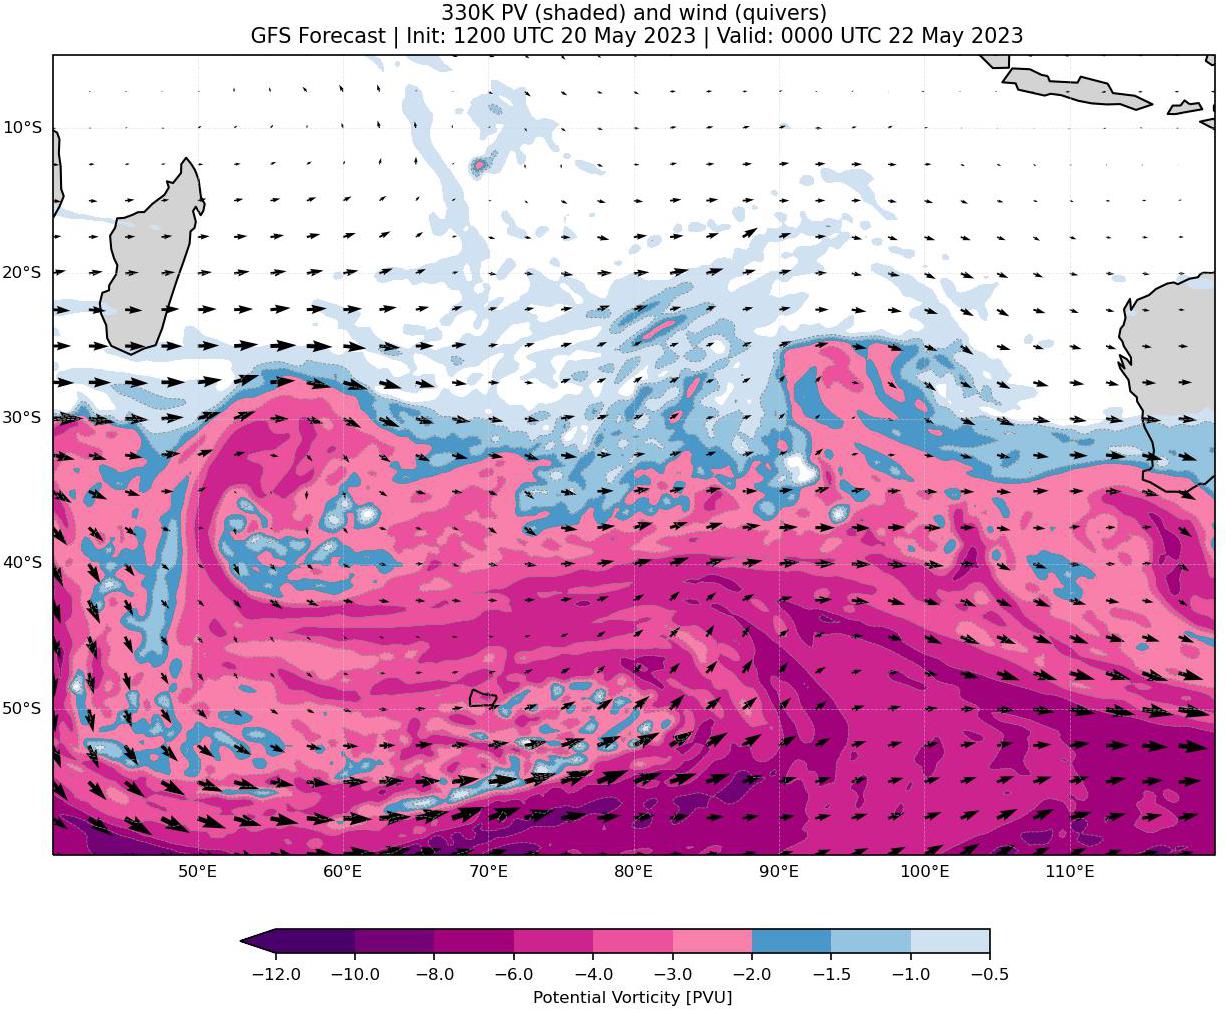 330K PV (shaded) and wind (quivers)
GFS Forecast | Init: 1200 UTC 20 May 2023 | Valid: 0000 UTC 22 May 2023
10°S
20°S
30°S
40°S
50°S
50°E 60°E 70°E 80°E 90°E 100°E 110°E
−12.0 −10.0 −8.0 −6.0 −4.0 −3.0 −2.0 −1.5 −1.0 −0.5
Potential Vorticity [PVU]